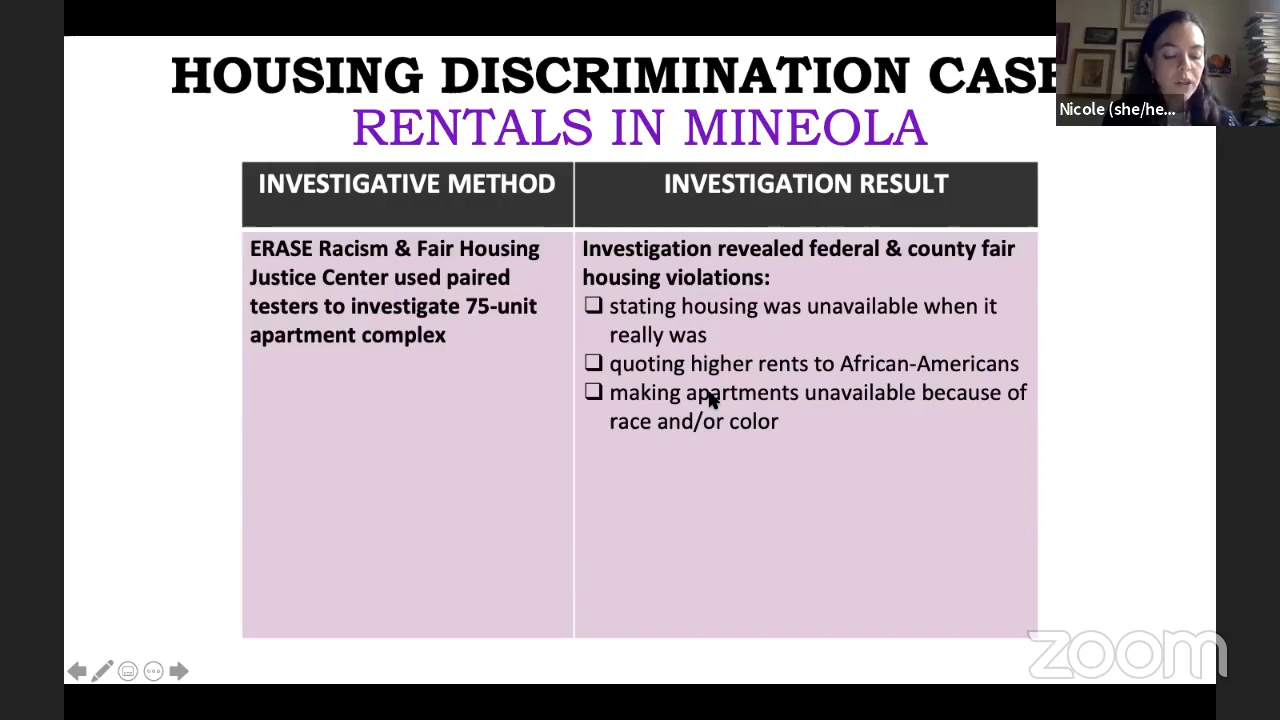 HOUSING DISCRIMINATION CASE
RENTALS IN MINEOLA
Nicole (she/he...
INVESTIGATIVE METHOD
INVESTIGATION RESULT
ERASE Racism & Fair Housing
Justice Center used paired
testers to investigate 75-unit
apartment complex
Investigation revealed federal & county fair
housing violations:
❑ stating housing was unavailable when it
really was
❑ quoting higher rents to African-Americans
❑ making apartments unavailable because of
race and/or color
zoom